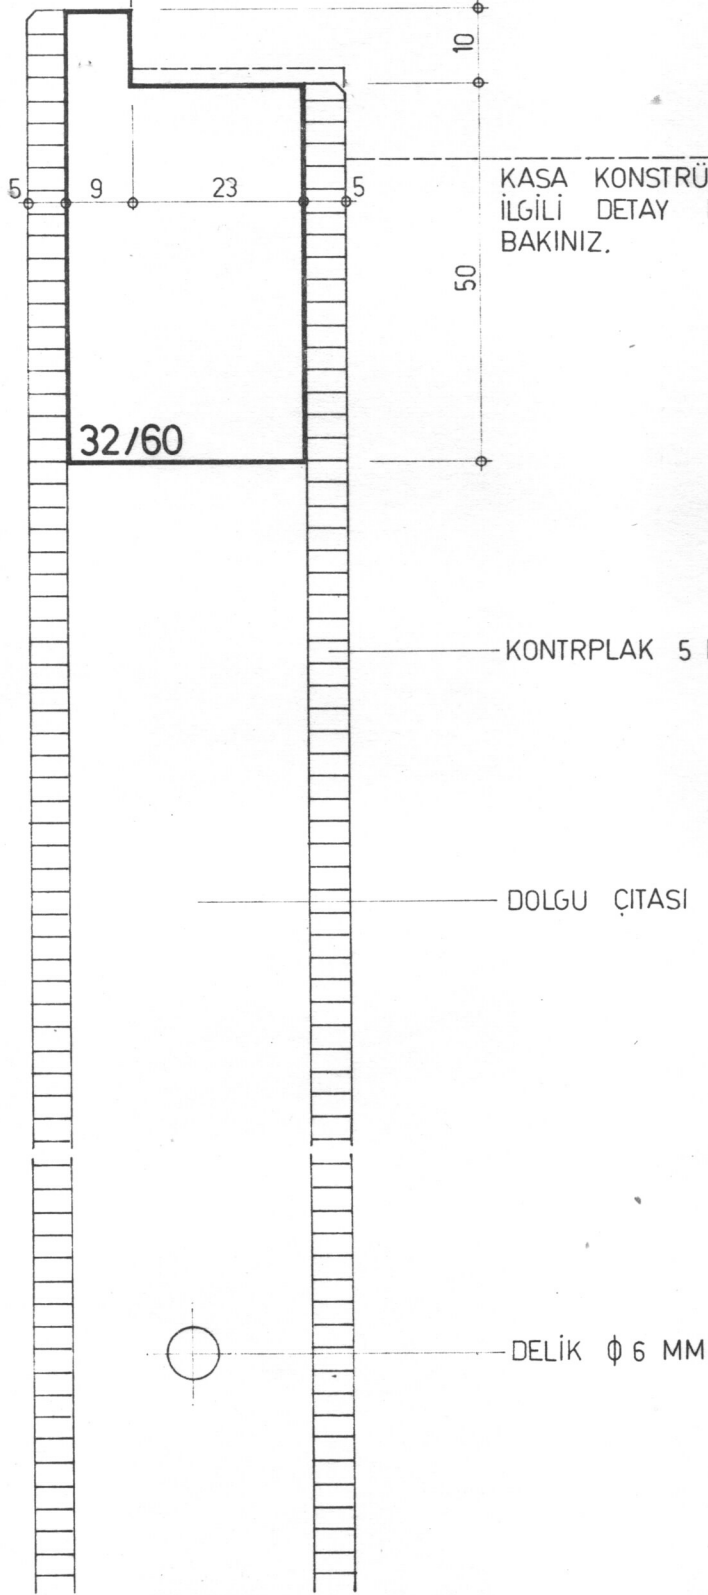 10
5 9 23 5
KASA KONSTRÜ
İLGİLİ DETAY
BAKINIZ.
50
32/60
KONTRPLAK 5
DOLGU ÇITASI
DELİK ϕ 6 MM